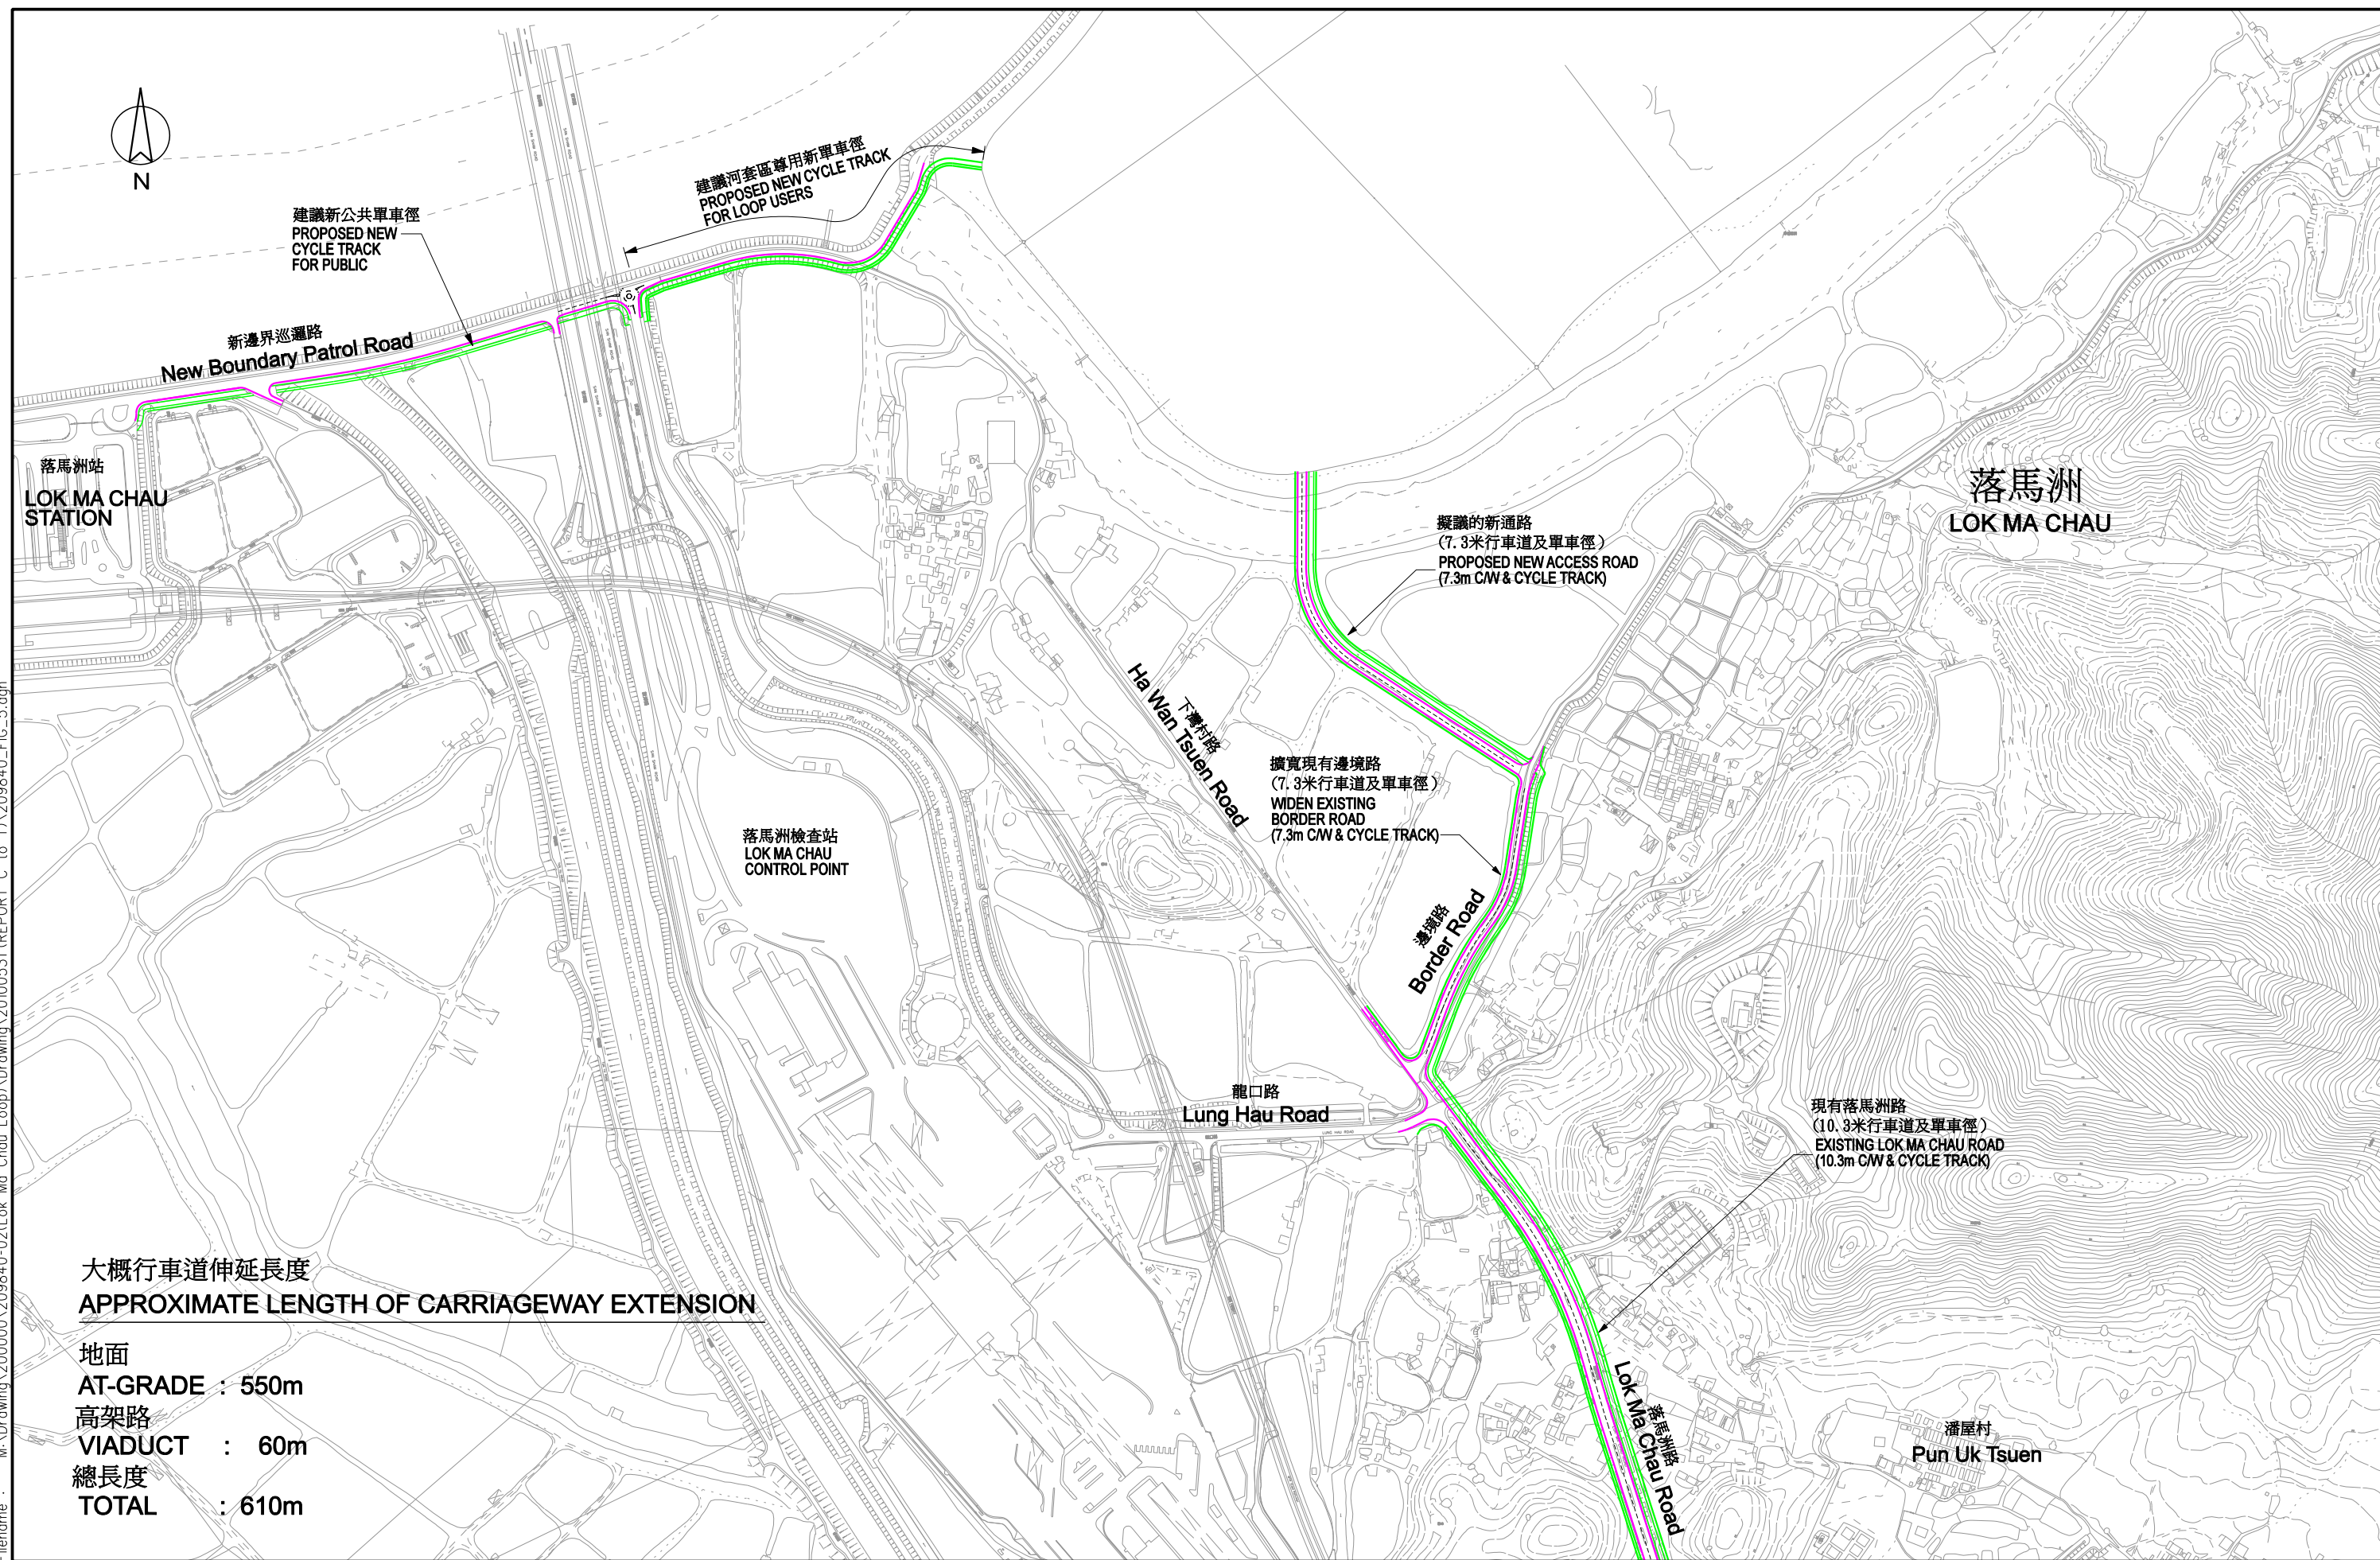 N
建議河套區尊用新單車徑
PROPOSED NEW CYCLE TRACK
FOR LOOP USERS
建議新公共單車徑
PROPOSED NEW
CYCLE TRACK
FOR PUBLIC
新邊界巡邏路
New Boundary Patrol Road
落馬洲站
LOK MA CHAU
STATION
落馬洲
LOK MA CHAU
擬議的新通路
(7.3米行車道及單車徑)
PROPOSED NEW ACCESS ROAD
(7.3m C/W & CYCLE TRACK)
下灣村路
Ha Wan Tsuen Road
擴寬現有邊境路
(7.3米行車道及單車徑)
WIDEN EXISTING
BORDER ROAD
(7.3m C/W & CYCLE TRACK)
落馬洲檢查站
LOK MA CHAU
CONTROL POINT
邊境路
Border Road
龍口路
Lung Hau Road
LUNG HAU ROAD
現有落馬洲路
(10.3米行車道及單車徑)
EXISTING LOK MA CHAU ROAD
(10.3m C/W & CYCLE TRACK)
落馬洲路
Lok Ma Chau Road
潘屋村
Pun Uk Tsuen
大概行車道伸延長度
APPROXIMATE LENGTH OF CARRIAGEWAY EXTENSION
地面
AT-GRADE : 550m
高架路
VIADUCT : 60m
總長度
TOTAL : 610m